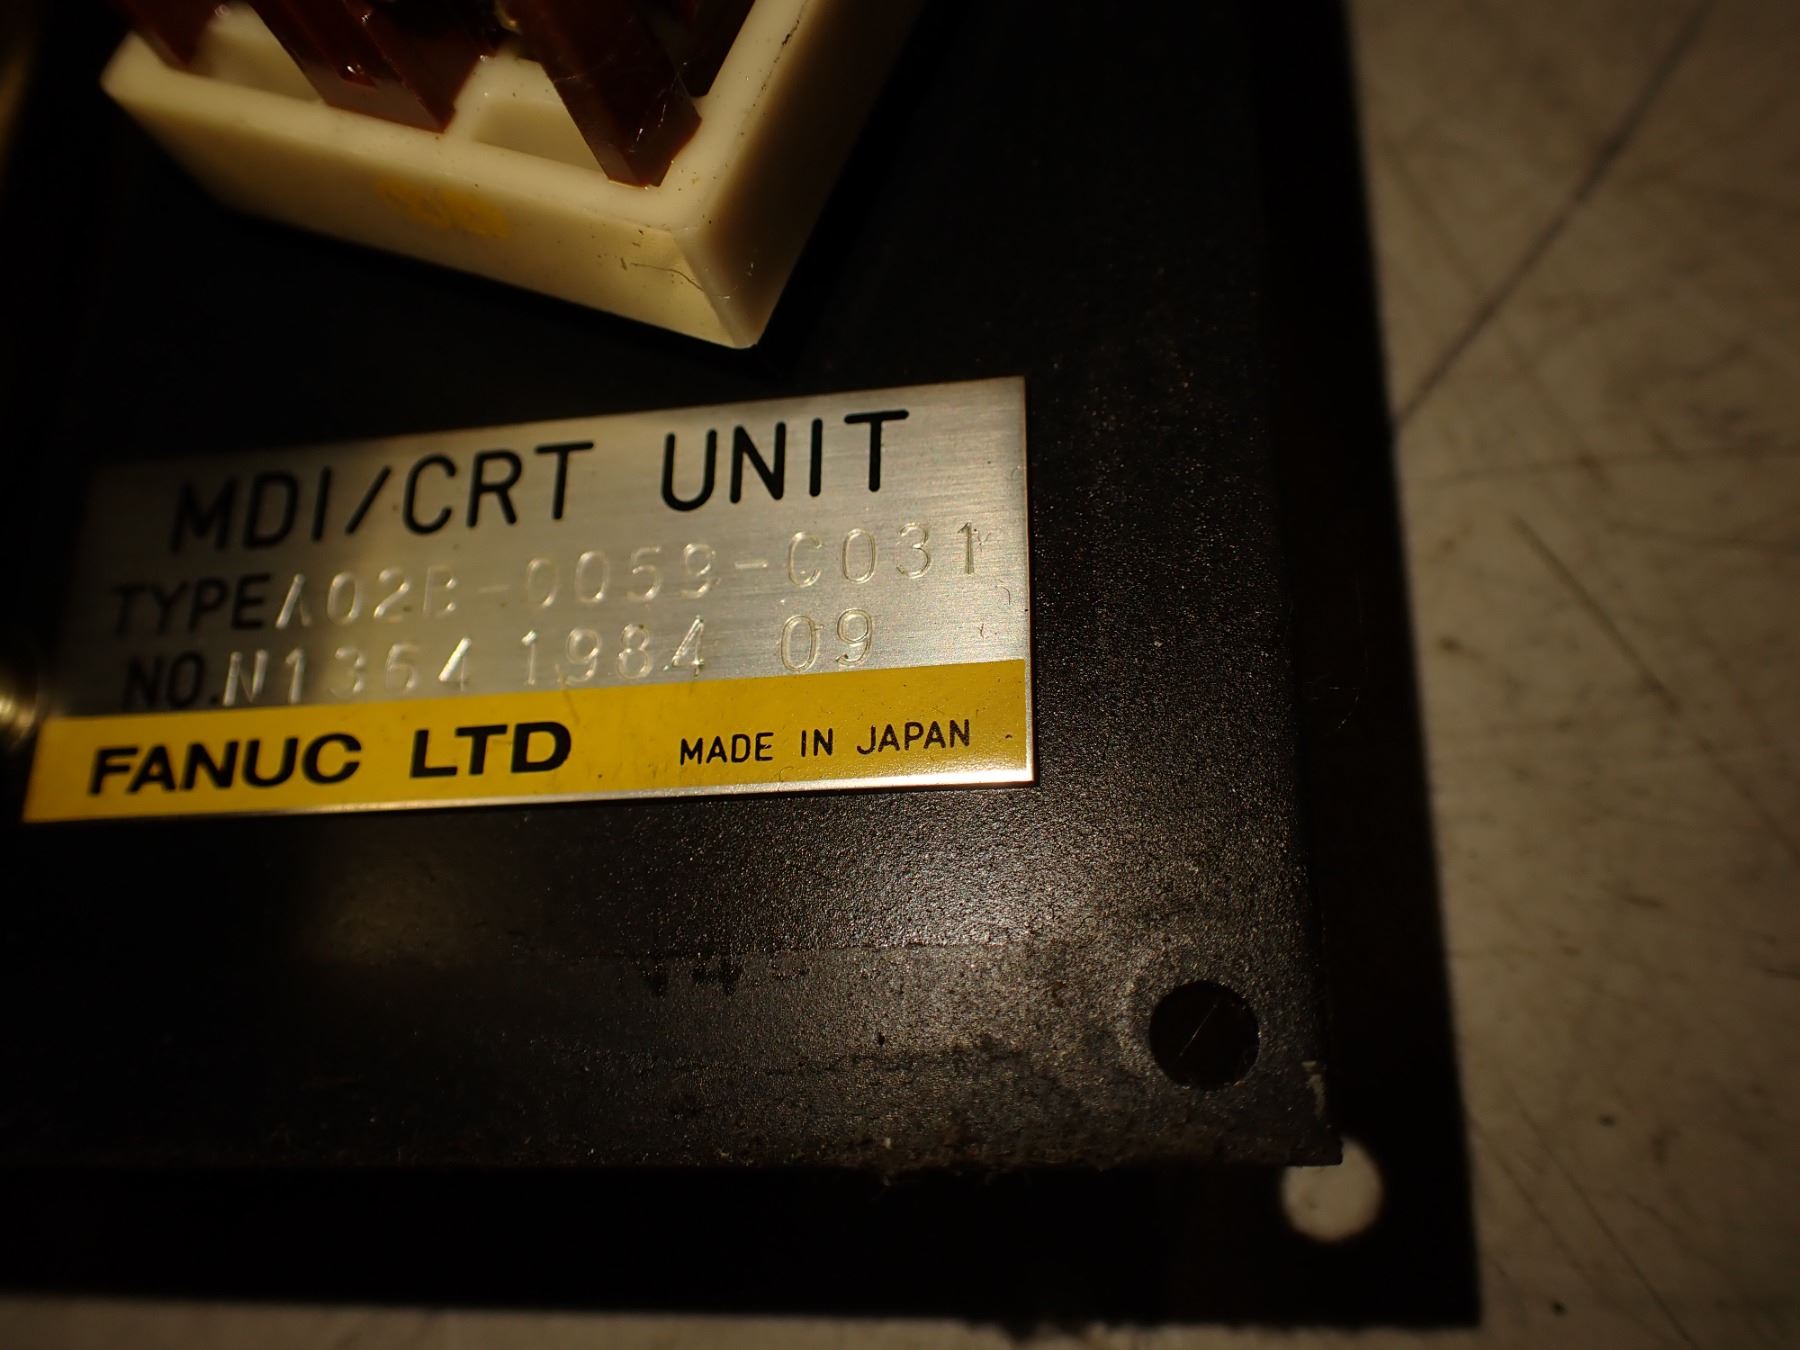 MDI/CRT UNIT
TYPE A02B-0059-C031
NO. N1364 1984 09
FANUC LTD MADE IN JAPAN